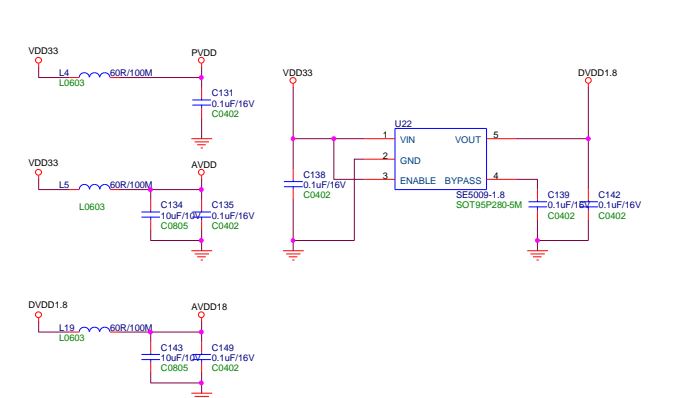 VDD33
PVDD
L4
60R/100M
L0603
C131
0.1uF/16V
C0402
VDD33
AVDD
L5
60R/100M
L0603
C134
10uF/10V
C0805
C135
0.1uF/16V
C0402
DVDD1.8
AVDD18
L19
60R/100M
L0603
C143
10uF/10V
C0805
C149
0.1uF/16V
C0402
VDD33
DVDD1.8
U22
1
VIN
VOUT
5
2
GND
3
ENABLE
BYPASS
4
SE5009-1.8
SOT95P280-5M
C138
0.1uF/16V
C0402
C139
0.1uF/16V
C0402
C142
0.1uF/16V
C0402